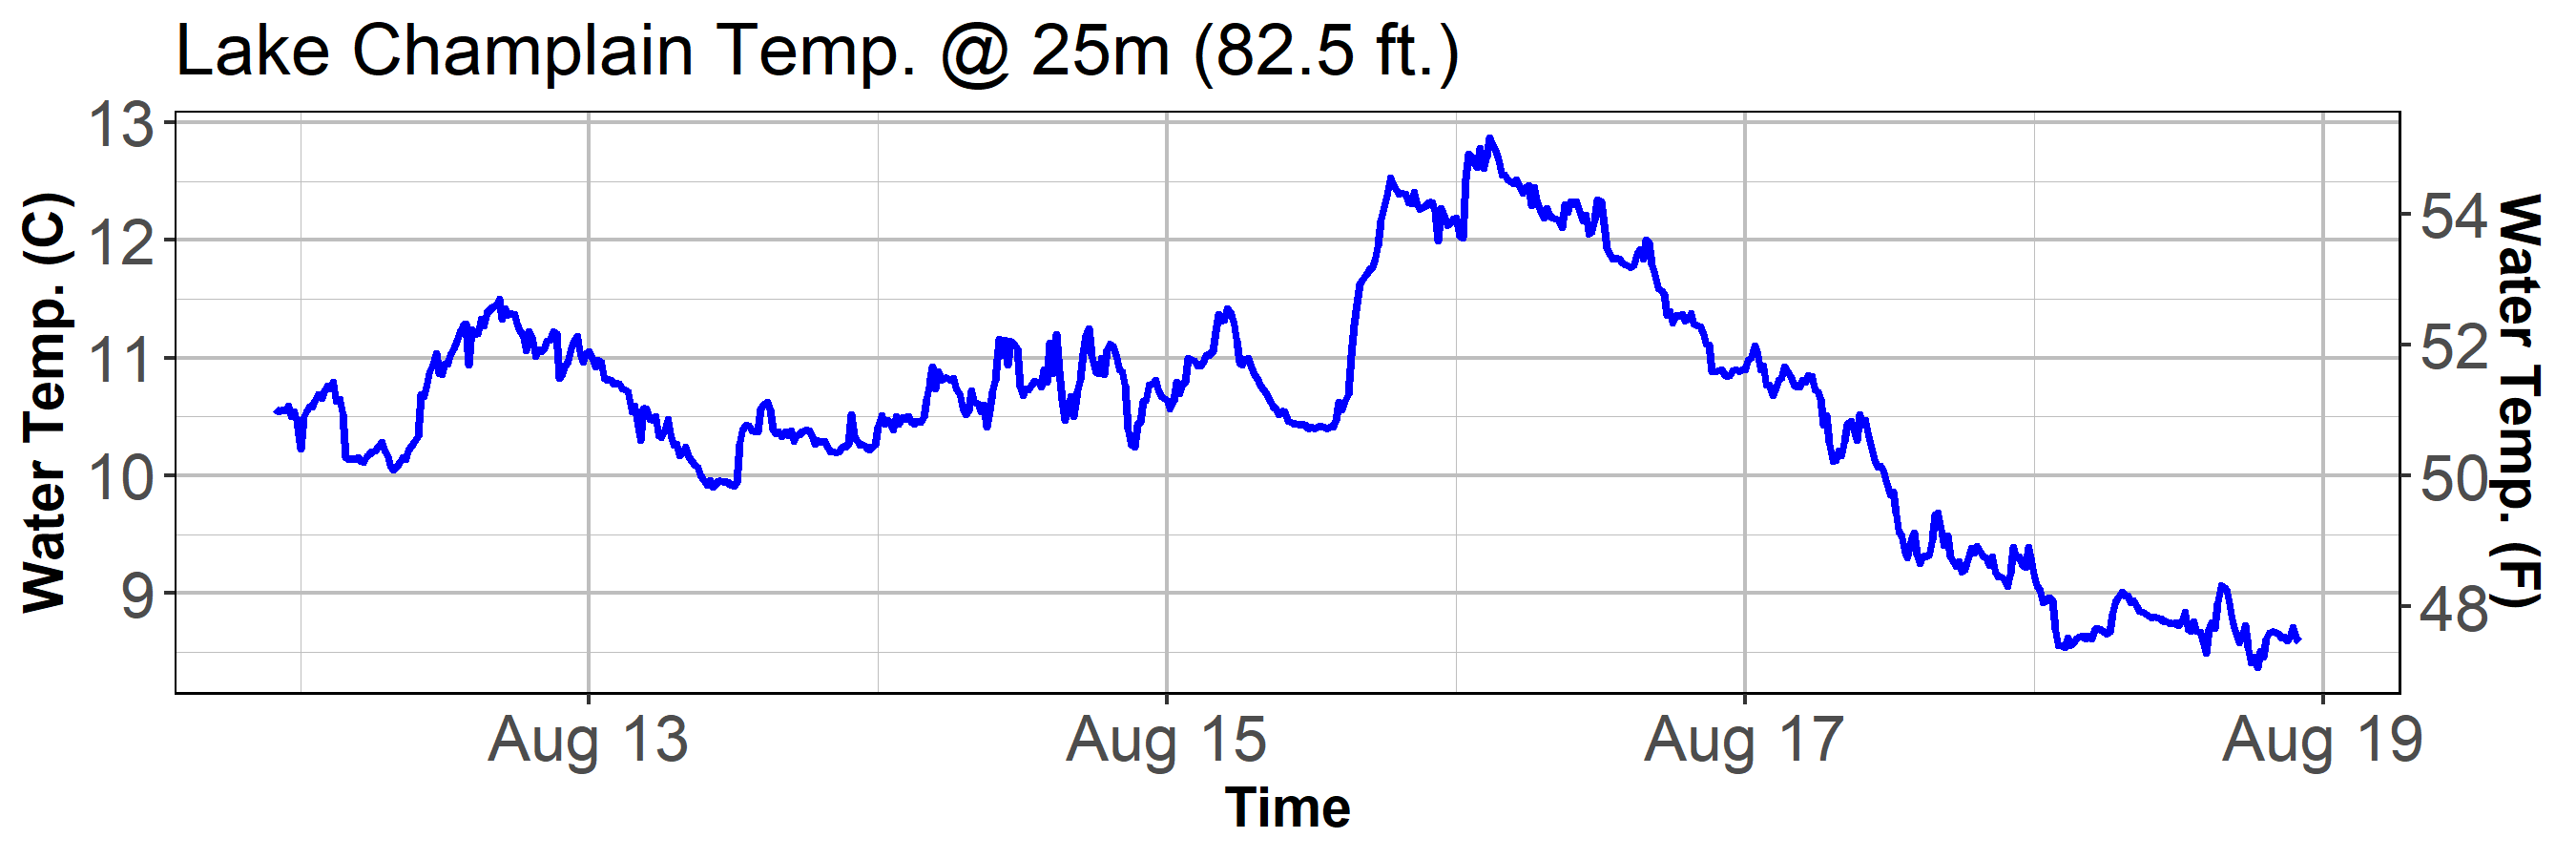 Lake Champlain Temp. @ 25m (82.5 ft.)
13
12
11
10
9
Water Temp. (C)
54
52
50
48
Water Temp. (F)
Aug 13 Aug 15 Aug 17 Aug 19
Time